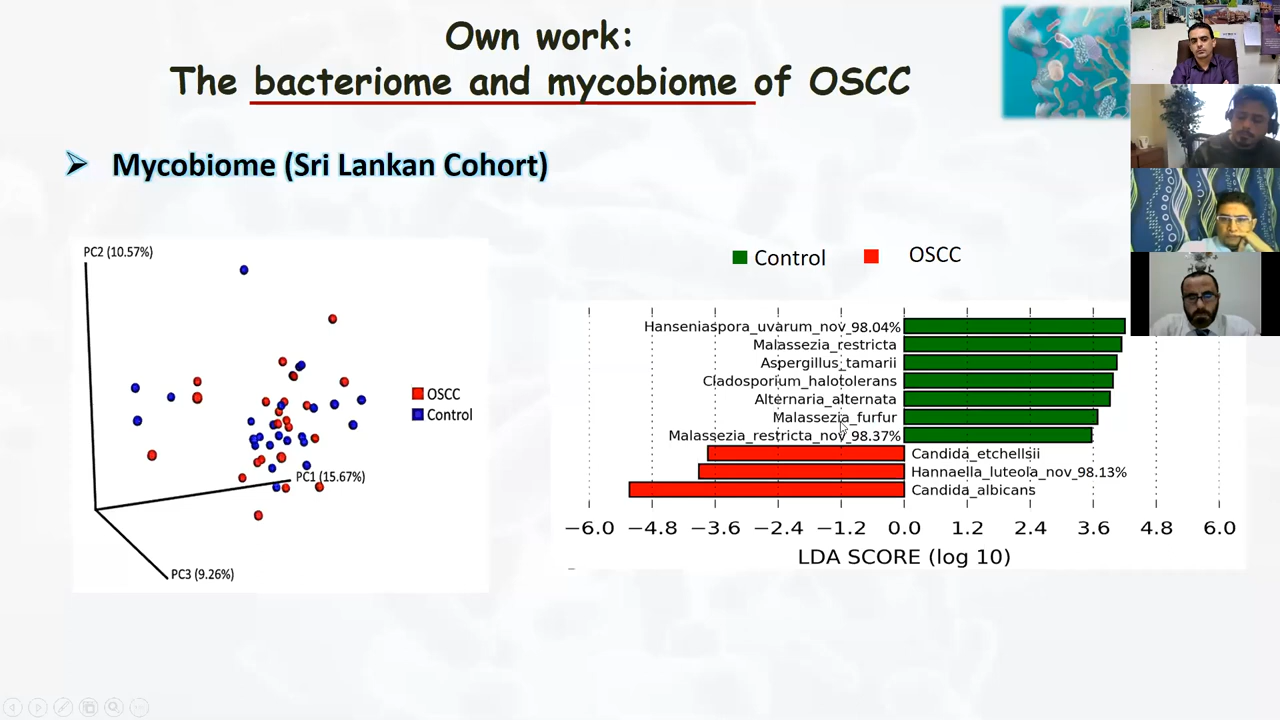 Own work:
The bacteriome and mycobiome of OSCC
Mycobiome (Sri Lankan Cohort)
PC2 (10.57%)
OSCC
Control
PC1 (15.67%)
PC3 (9.26%)
Control OSCC
Hanseniaspora_uvarum_nov_98.04%
Malassezia_restricta
Aspergillus_tamarii
Cladosporium_halotolerans
Alternaria_alternata
Malassezia_furfur
Malassezia_restricta_nov_98.37%
Candida_etchellsii
Hannaella_luteola_nov_98.13%
Candida_albicans
−6.0 −4.8 −3.6 −2.4 −1.2 0.0 1.2 2.4 3.6 4.8 6.0
LDA SCORE (log 10)